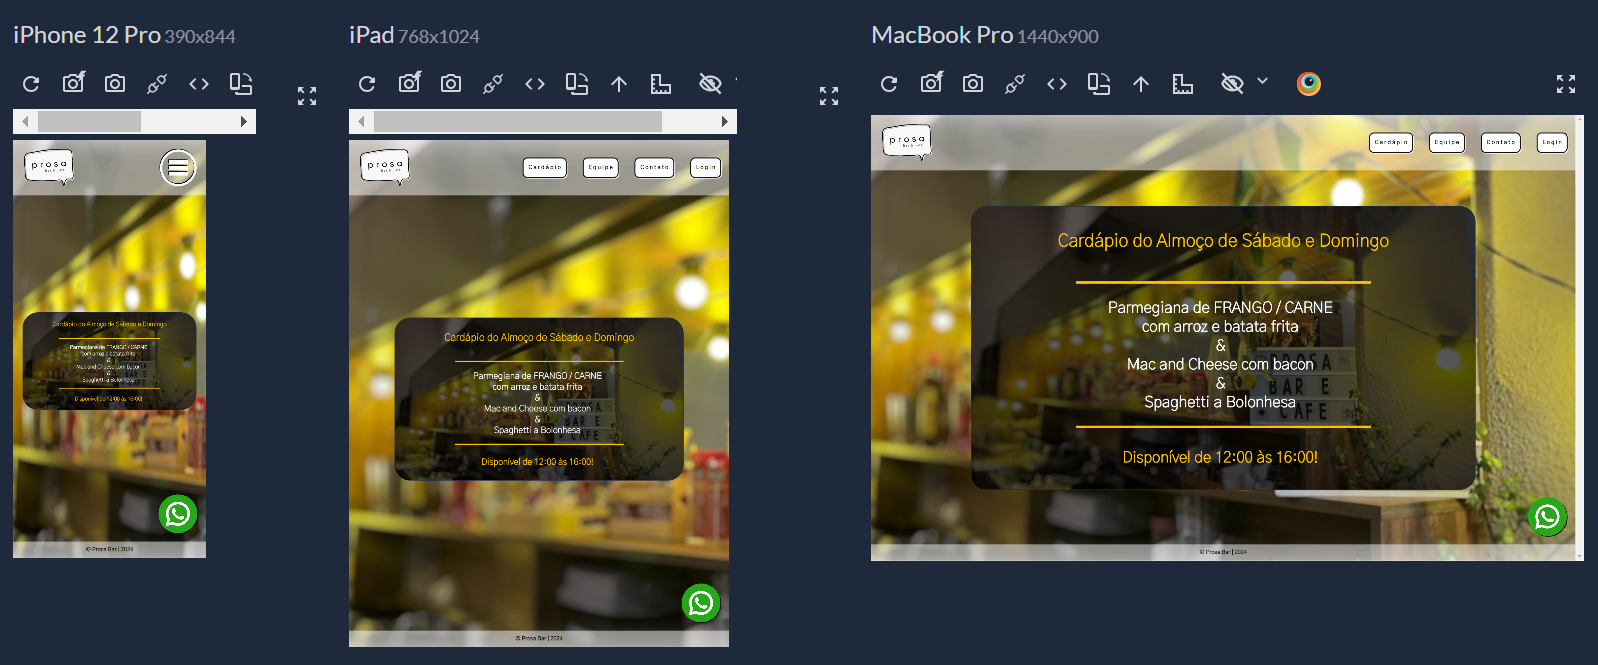 iPhone 12 Pro 390x844
prosa
Cardápio do Almoço de Sábado e Domingo
Parmegiana de FRANGO / CARNE
com arroz e batata frita
&
Mac and Cheese com bacon
&
Spaghetti a Bolonhesa
Disponível de 12:00 às 16:00!
© Prosa Bar | 2024
iPad 768x1024
prosa
Cardápio
Equipe
Contato
Login
Cardápio do Almoço de Sábado e Domingo
Parmegiana de FRANGO / CARNE
com arroz e batata frita
&
Mac and Cheese com bacon
&
Spaghetti a Bolonhesa
Disponível de 12:00 às 16:00!
© Prosa Bar | 2024
MacBook Pro 1440x900
prosa
Cardápio
Equipe
Contato
Login
Cardápio do Almoço de Sábado e Domingo
Parmegiana de FRANGO / CARNE
com arroz e batata frita
&
Mac and Cheese com bacon
&
Spaghetti a Bolonhesa
PROSA
BAR E
CAFE
Disponível de 12:00 às 16:00!
© Prosa Bar | 2024